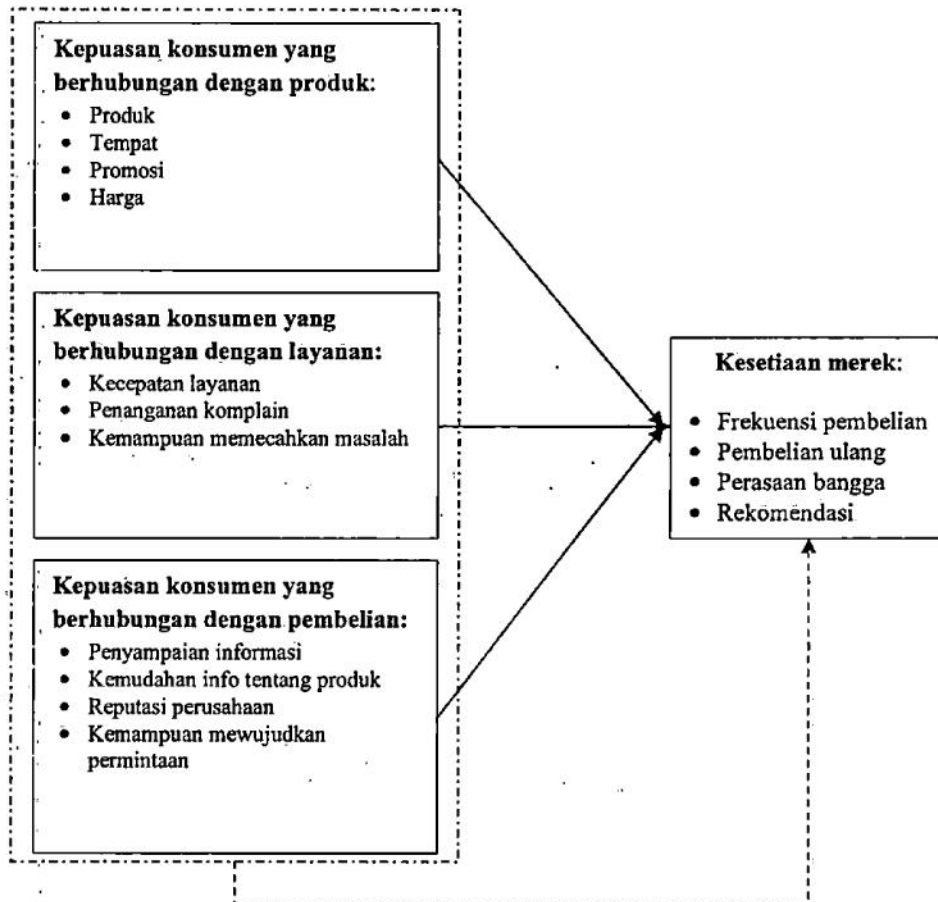 Kepuasan konsumen yang
berhubungan dengan produk:
• Produk
• Tempat
• Promosi
• Harga
Kepuasan konsumen yang
berhubungan dengan layanan:
• Kecepatan layanan
• Penanganan komplain
• Kemampuan memecahkan masalah
Kepuasan konsumen yang
berhubungan dengan pembelian:
• Penyampaian informasi
• Kemudahan info tentang produk
• Reputasi perusahaan
• Kemampuan mewujudkan
permintaan
Kesetiaan merek:
• Frekuensi pembelian
• Pembelian ulang
• Perasaan bangga
• Rekomendasi